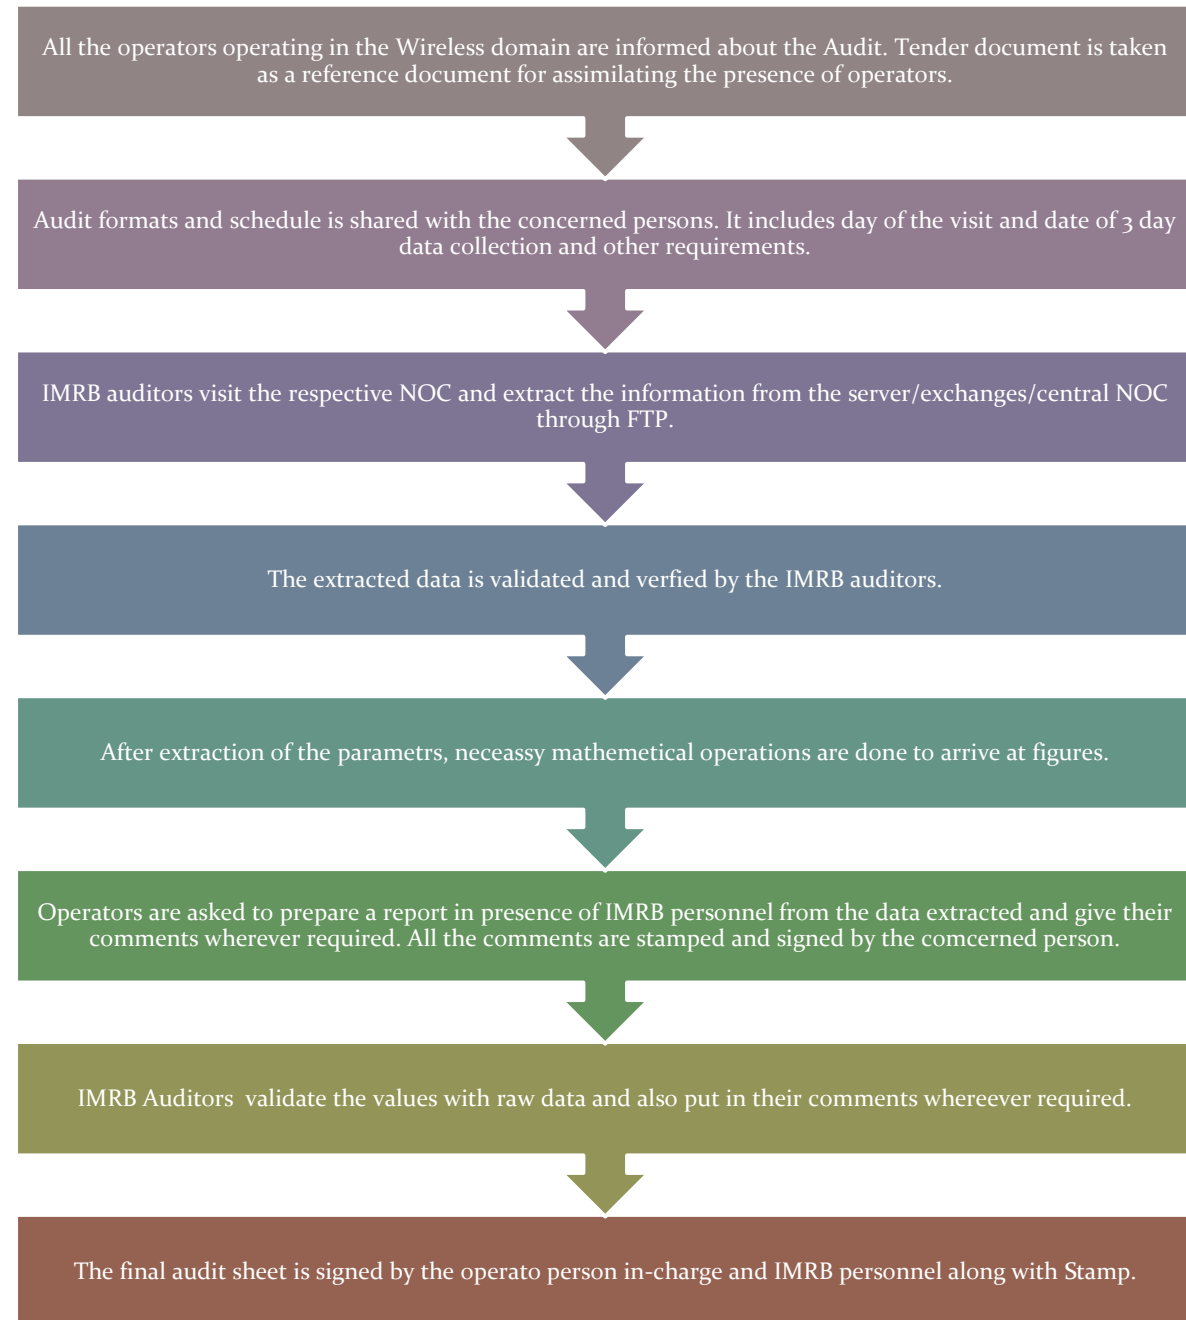 All the operators operating in the Wireless domain are informed about the Audit. Tender document is taken
as a reference document for assimilating the presence of operators.
Audit formats and schedule is shared with the concerned persons. It includes day of the visit and date of 3 day
data collection and other requirements.
IMRB auditors visit the respective NOC and extract the information from the server/exchanges/central NOC
through FTP.
The extracted data is validated and verfied by the IMRB auditors.
After extraction of the parametrs, neceassy mathemetical operations are done to arrive at figures.
Operators are asked to prepare a report in presence of IMRB personnel from the data extracted and give their
comments wherever required. All the comments are stamped and signed by the comcerned person.
IMRB Auditors  validate the values with raw data and also put in their comments whereever required.
The final audit sheet is signed by the operato person in-charge and IMRB personnel along with Stamp.